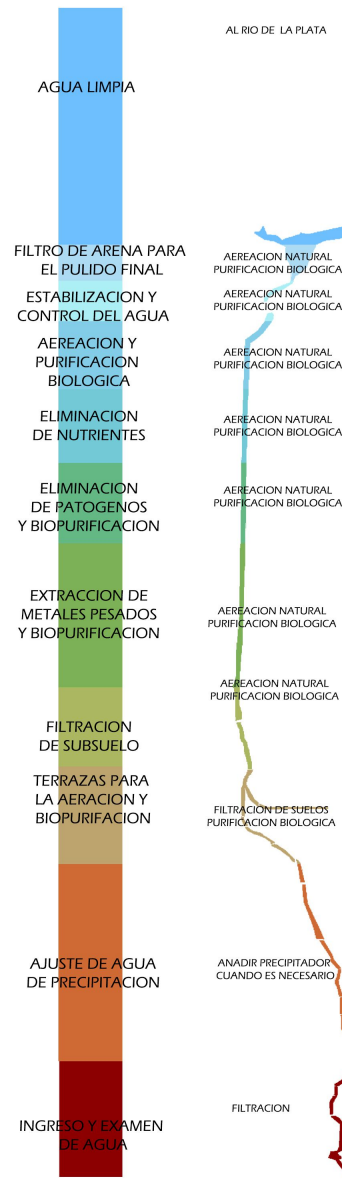 AL RIO DE LA PLATA
AGUA LIMPIA
FILTRO DE ARENA PARA
EL PULIDO FINAL
AEREACION NATURAL
PURIFICACION BIOLOGICA
ESTABILIZACION Y
CONTROL DEL AGUA
AEREACION NATURAL
PURIFICACION BIOLOGICA
AEREACION Y
PURIFICACION
BIOLOGICA
AEREACION NATURAL
PURIFICACION BIOLOGICA
ELIMINACION
DE NUTRIENTES
AEREACION NATURAL
PURIFICACION BIOLOGICA
ELIMINACION
DE PATOGENOS
Y BIOPURIFICACION
AEREACION NATURAL
PURIFICACION BIOLOGICA
EXTRACCION DE
METALES PESADOS
Y BIOPURIFICACION
AEREACION NATURAL
PURIFICACION BIOLOGICA
AEREACION NATURAL
PURIFICACION BIOLOGICA
FILTRACION
DE SUBSUELO
TERRAZAS PARA
LA AERACION Y
BIOPURIFACION
FILTRACION DE SUELOS
PURIFICACION BIOLOGICA
AJUSTE DE AGUA
DE PRECIPITACION
ANADIR PRECIPITADOR
CUANDO ES NECESARIO
INGRESO Y EXAMEN
DE AGUA
FILTRACION